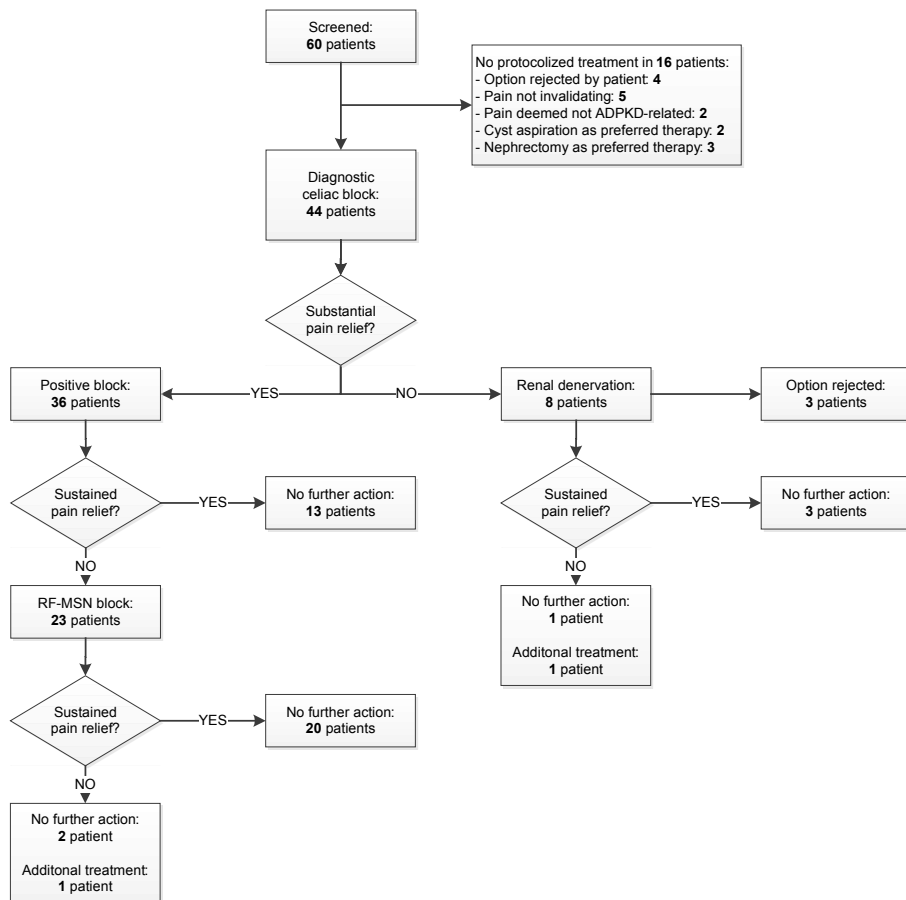 Screened:
60 patients
No protocolized treatment in 16 patients:
- Option rejected by patient: 4
- Pain not invalidating: 5
- Pain deemed not ADPKD-related: 2
- Cyst aspiration as preferred therapy: 2
- Nephrectomy as preferred therapy: 3
Diagnostic
celiac block:
44 patients
Substantial
pain relief?
Positive block:
36 patients
YES
NO
Renal denervation:
8 patients
Option rejected:
3 patients
Sustained
pain relief?
YES
No further action:
13 patients
Sustained
pain relief?
YES
No further action:
3 patients
NO
NO
RF-MSN block:
23 patients
No further action:
1 patient
Additonal treatment:
1 patient
Sustained
pain relief?
YES
No further action:
20 patients
NO
No further action:
2 patient
Additonal treatment:
1 patient